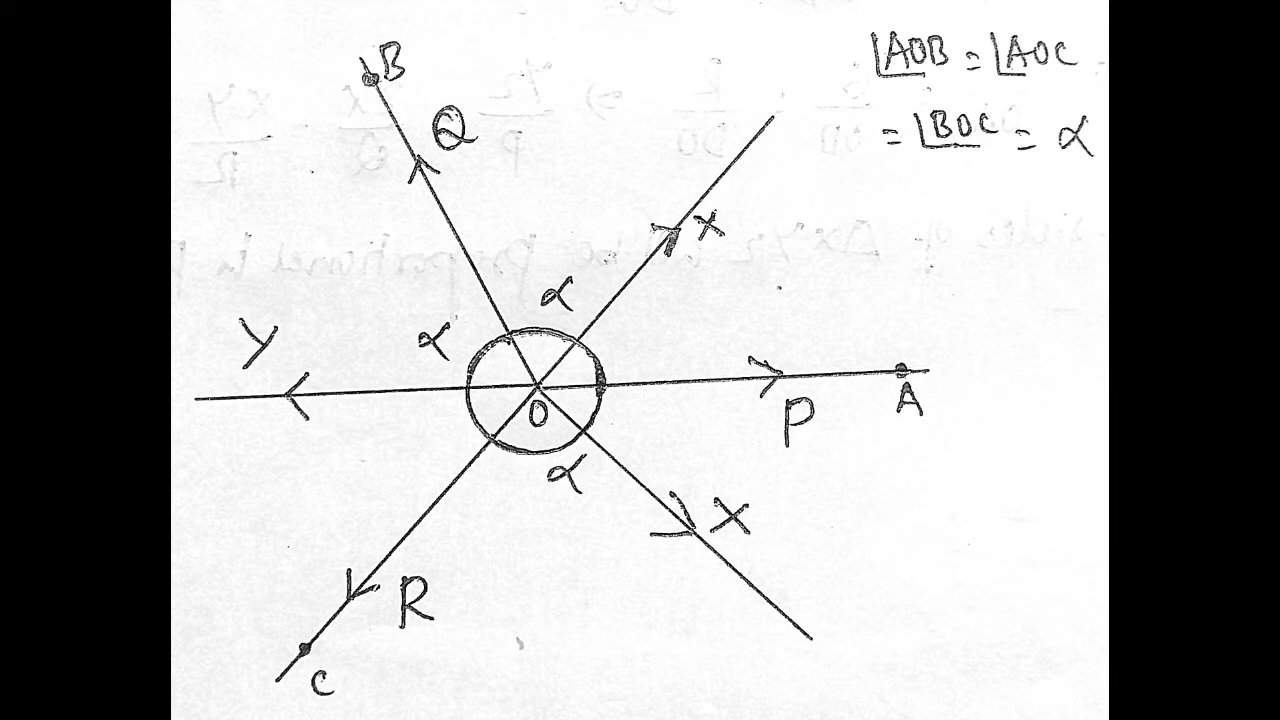 B
∠AOB = ∠AOC
= ∠BOC = α
Q
X
α
α
Y
O
P
A
α
X
R
C